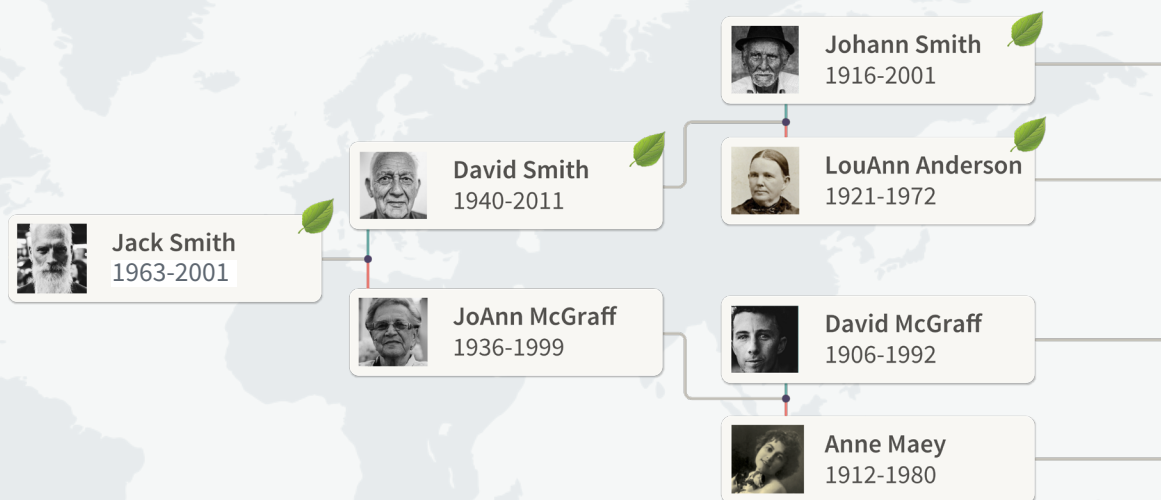 Johann Smith
1916-2001
LouAnn Anderson
1921-1972
David Smith
1940-2011
Jack Smith
1963-2001
JoAnn McGraff
1936-1999
David McGraff
1906-1992
Anne Maey
1912-1980